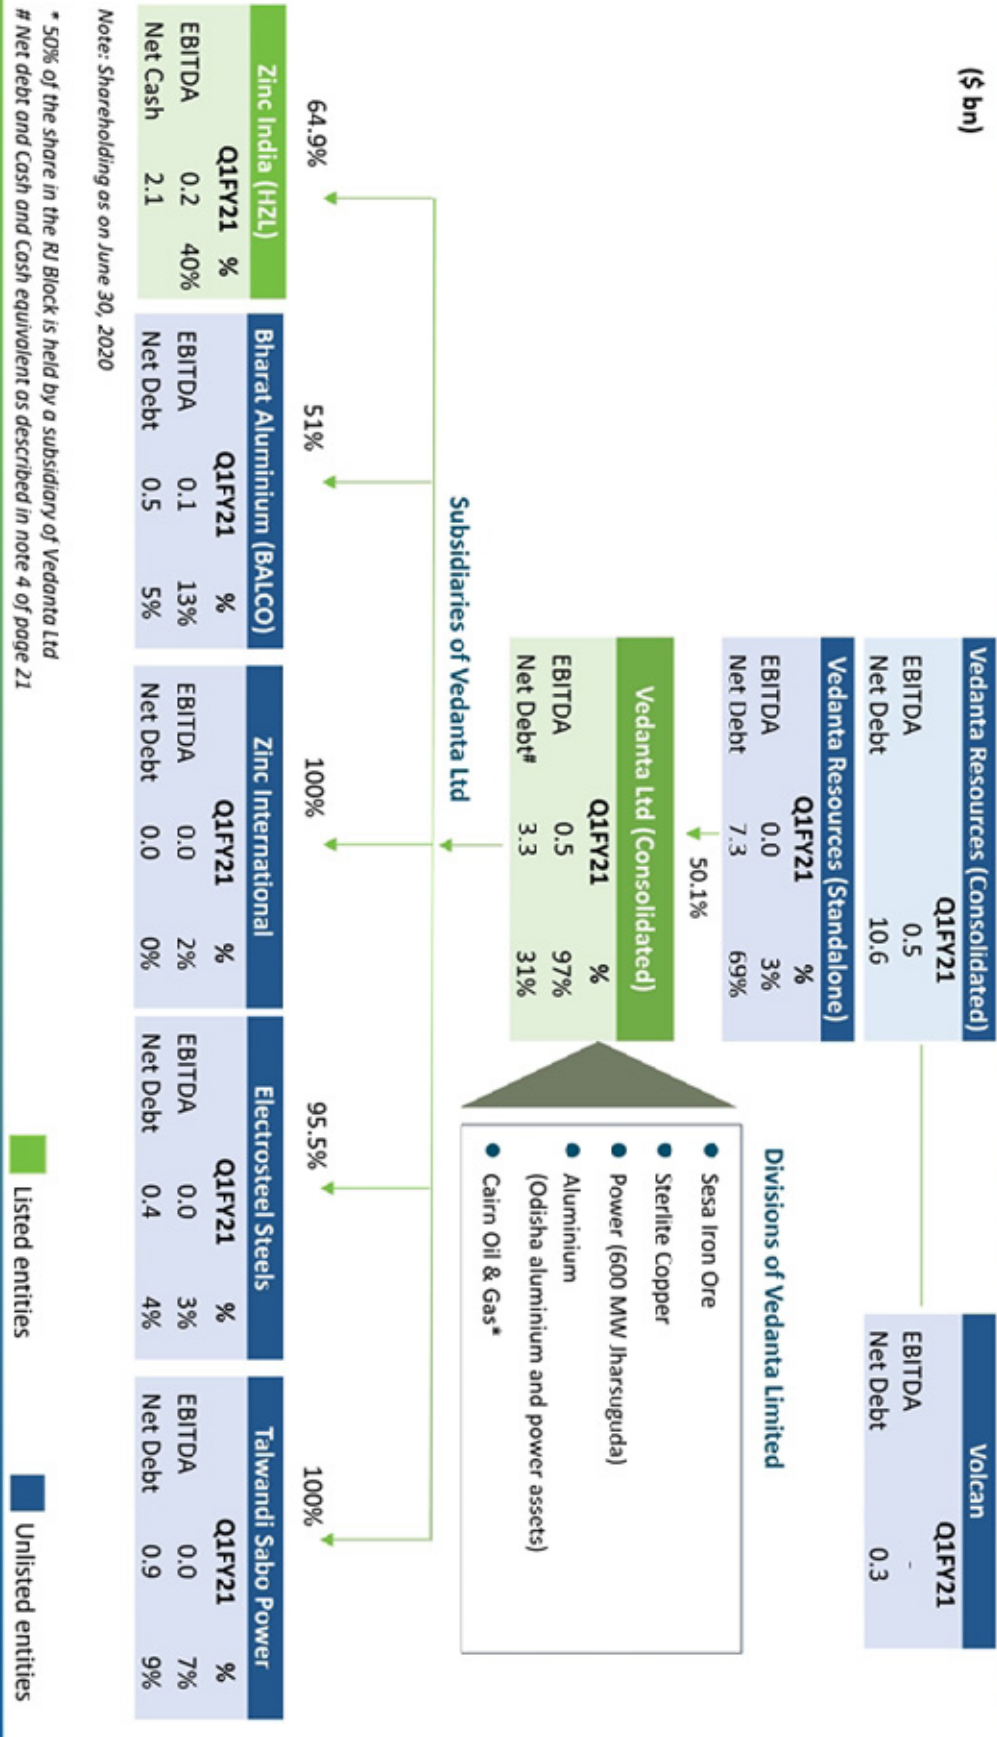 ($ bn)
Vedanta Resources (Consolidated)
Q1FY21
EBITDA 0.5
Net Debt 10.6
Volcan
Q1FY21
EBITDA -
Net Debt 0.3
Vedanta Resources (Standalone)
Q1FY21 %
EBITDA 0.0 3%
Net Debt 7.3 69%
50.1%
Divisions of Vedanta Limited
Vedanta Ltd (Consolidated)
Q1FY21 %
EBITDA 0.5 97%
Net Debt# 3.3 31%
● Sesa Iron Ore
● Sterlite Copper
● Power (600 MW Jharsuguda)
● Aluminium
(Odisha aluminium and power assets)
● Cairn Oil & Gas*
Subsidiaries of Vedanta Ltd
64.9%
51%
100%
95.5%
100%
Zinc India (HZL)
Q1FY21 %
EBITDA 0.2 40%
Net Cash 2.1
Bharat Aluminium (BALCO)
Q1FY21 %
EBITDA 0.1 13%
Net Debt 0.5 5%
Zinc International
Q1FY21 %
EBITDA 0.0 2%
Net Debt 0.0 0%
Electrosteel Steels
Q1FY21 %
EBITDA 0.0 3%
Net Debt 0.4 4%
Talwandi Sabo Power
Q1FY21 %
EBITDA 0.0 7%
Net Debt 0.9 9%
Note: Shareholding as on June 30, 2020
* 50% of the share in the RJ Block is held by a subsidiary of Vedanta Ltd
# Net debt and Cash and Cash equivalent as described in note 4 of page 21
Listed entities
Unlisted entities